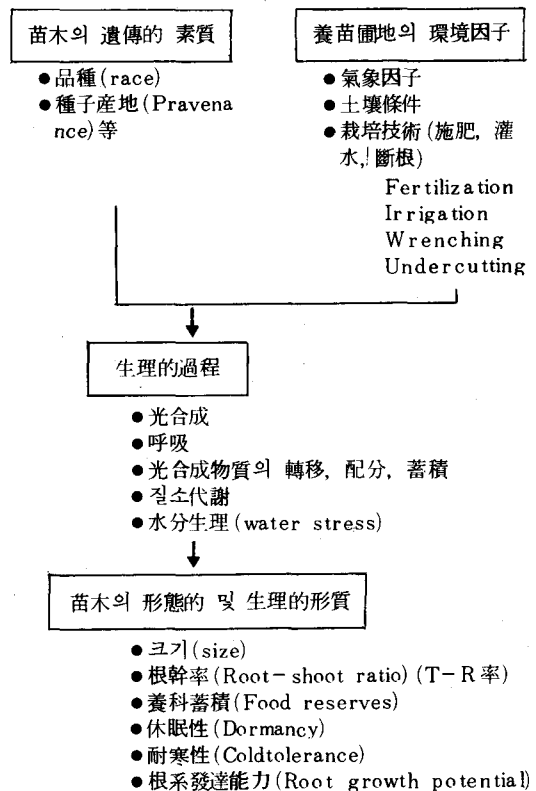 苗木의 遺傳的 素質
●品種(race)
●種子産地(Pravena
nce)等
養苗圃地의 環境因子
●氣象因子
●土壤條件
●栽培技術(施肥, 灌
水, 斷根)
Fertilization
Irrigation
Wrenching
Undercutting
生理的過程
●光合成
●呼吸
●光合成物質의 轉移, 配分, 蓄積
●질소代謝
●水分生理(water stress)
苗木의 形態的 및 生理的形質
●크기(size)
●根幹率(Root-shoot ratio) (T-R率)
●養科蓄積(Food reserves)
●休眠性(Dormancy)
●耐寒性(Coldtolerance)
●根系發達能力(Root growth potential)